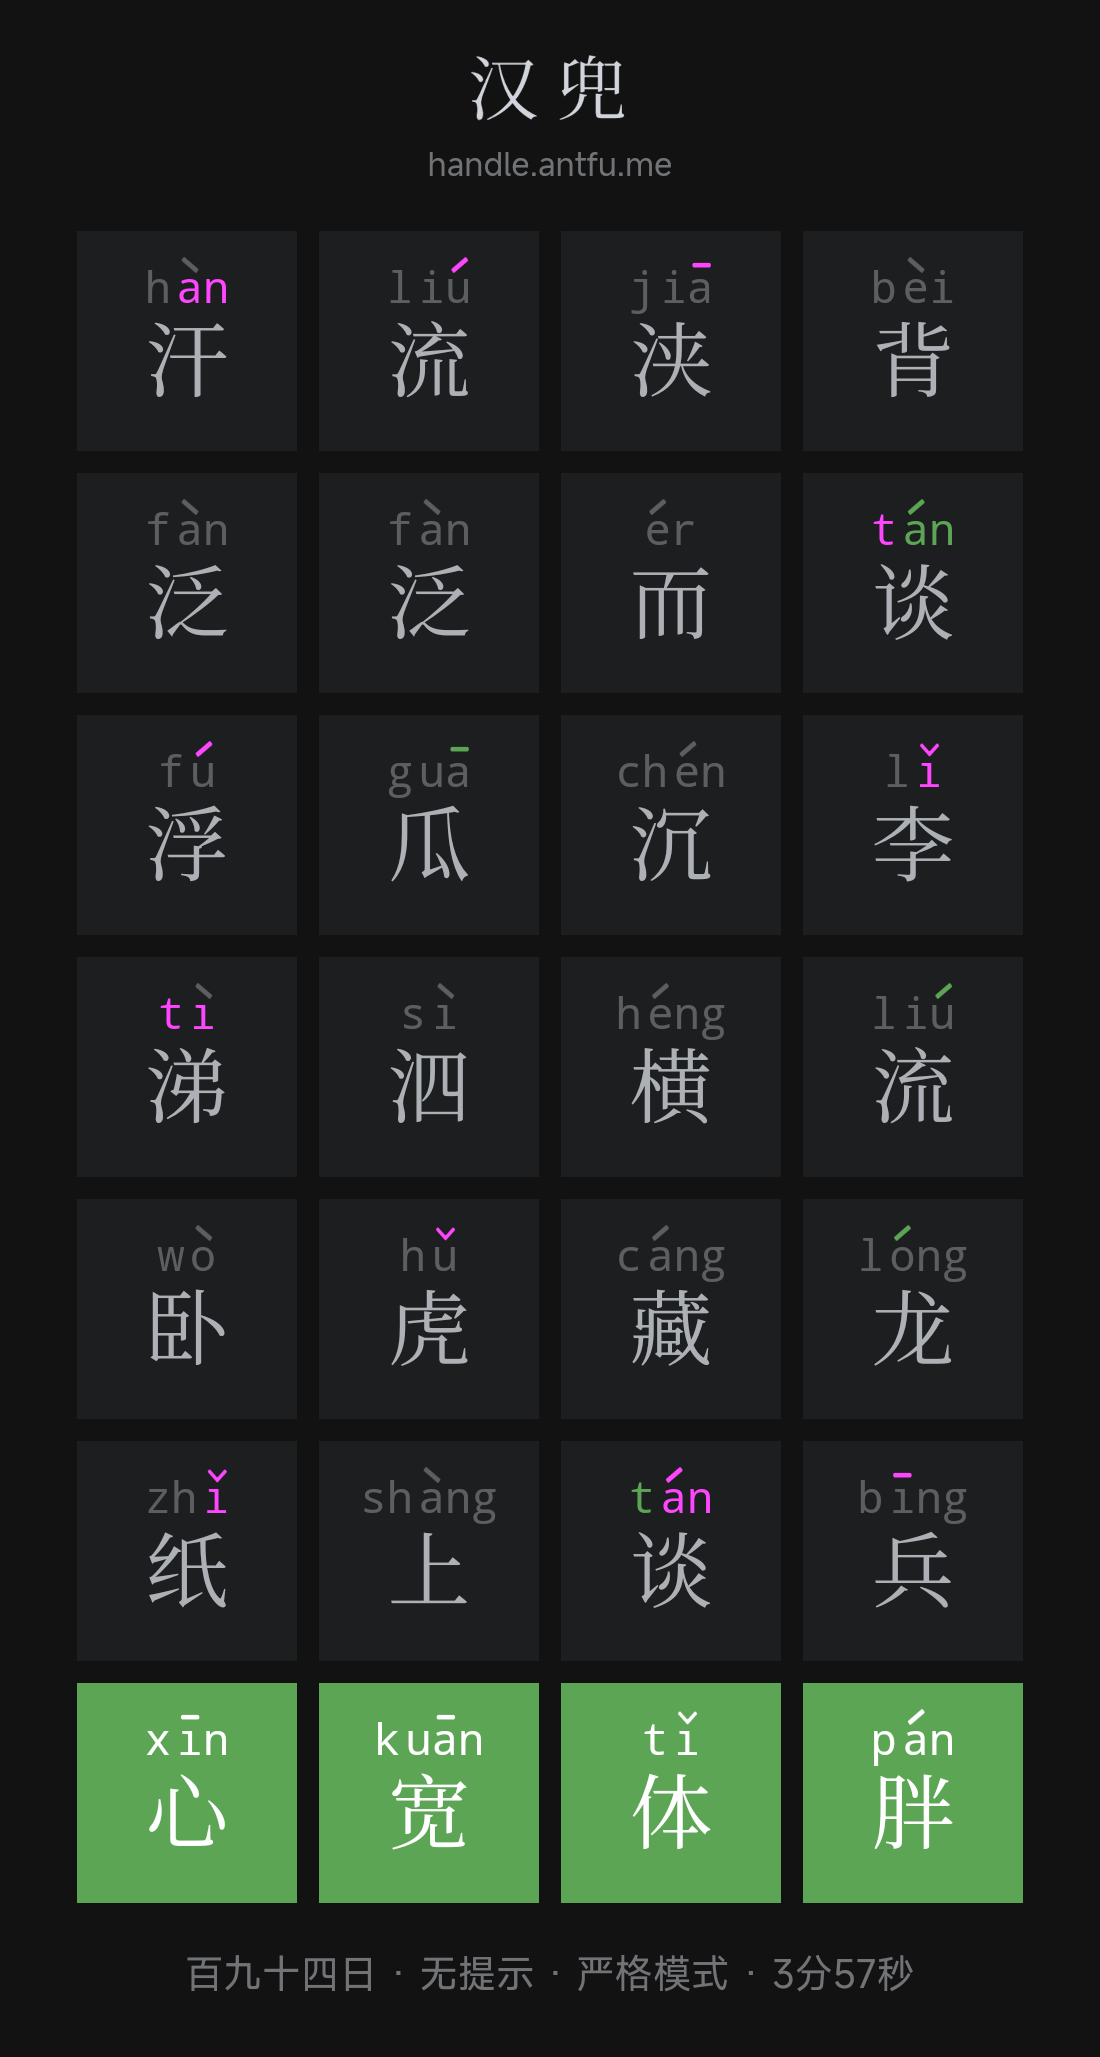 汉兜
handle.antfu.me
hàn liú jiā bèi
汗流浃背
fàn fàn ér tán
泛泛而谈
fú guā chén lǐ
浮瓜沉李
tì sì héng liú
涕泗横流
wò hǔ cáng lóng
卧虎藏龙
zhǐ shàng tán bīng
纸上谈兵
xīn kuān tǐ pán
心宽体胖
百九十四日 · 无提示 · 严格模式 · 3分57秒